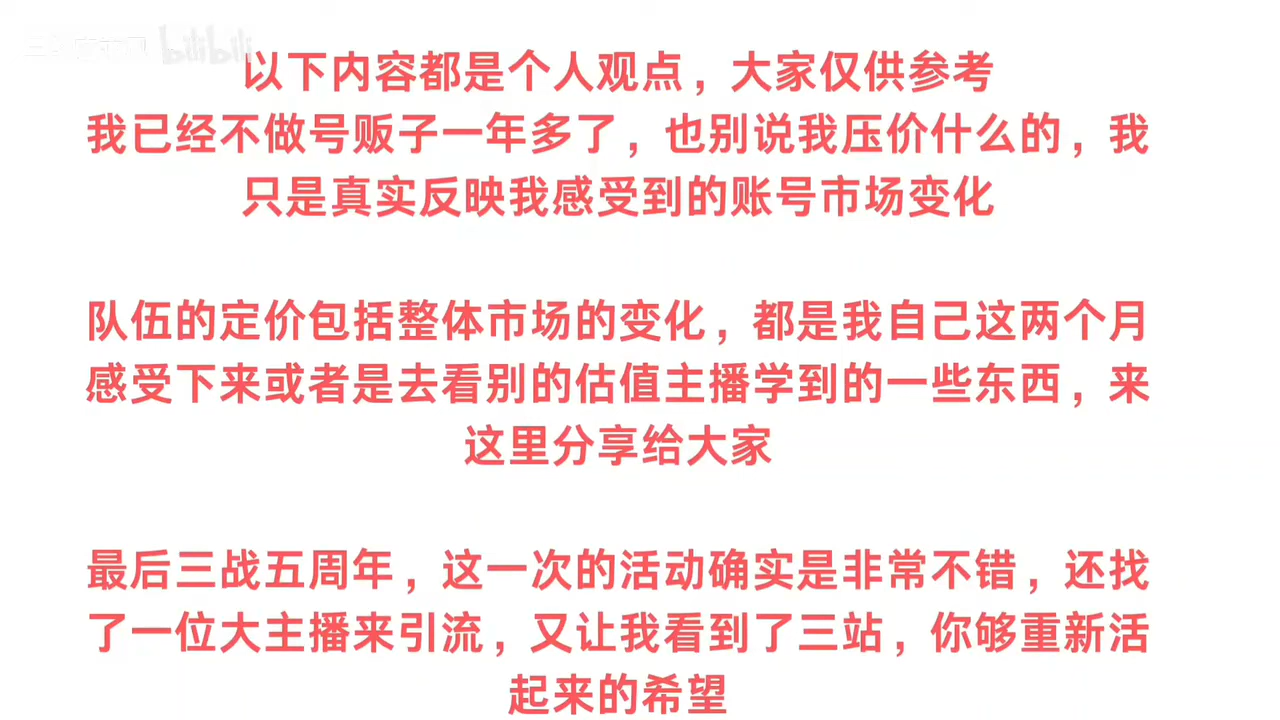 bilibili
以下内容都是个人观点，大家仅供参考
我已经不做号贩子一年多了，也别说我压价什么的，我
只是真实反映我感受到的账号市场变化
队伍的定价包括整体市场的变化，都是我自己这两个月
感受下来或者是去看别的估值主播学到的一些东西，来
这里分享给大家
最后三战五周年，这一次的活动确实是非常不错，还找
了一位大主播来引流，又让我看到了三站，你够重新活
起来的希望